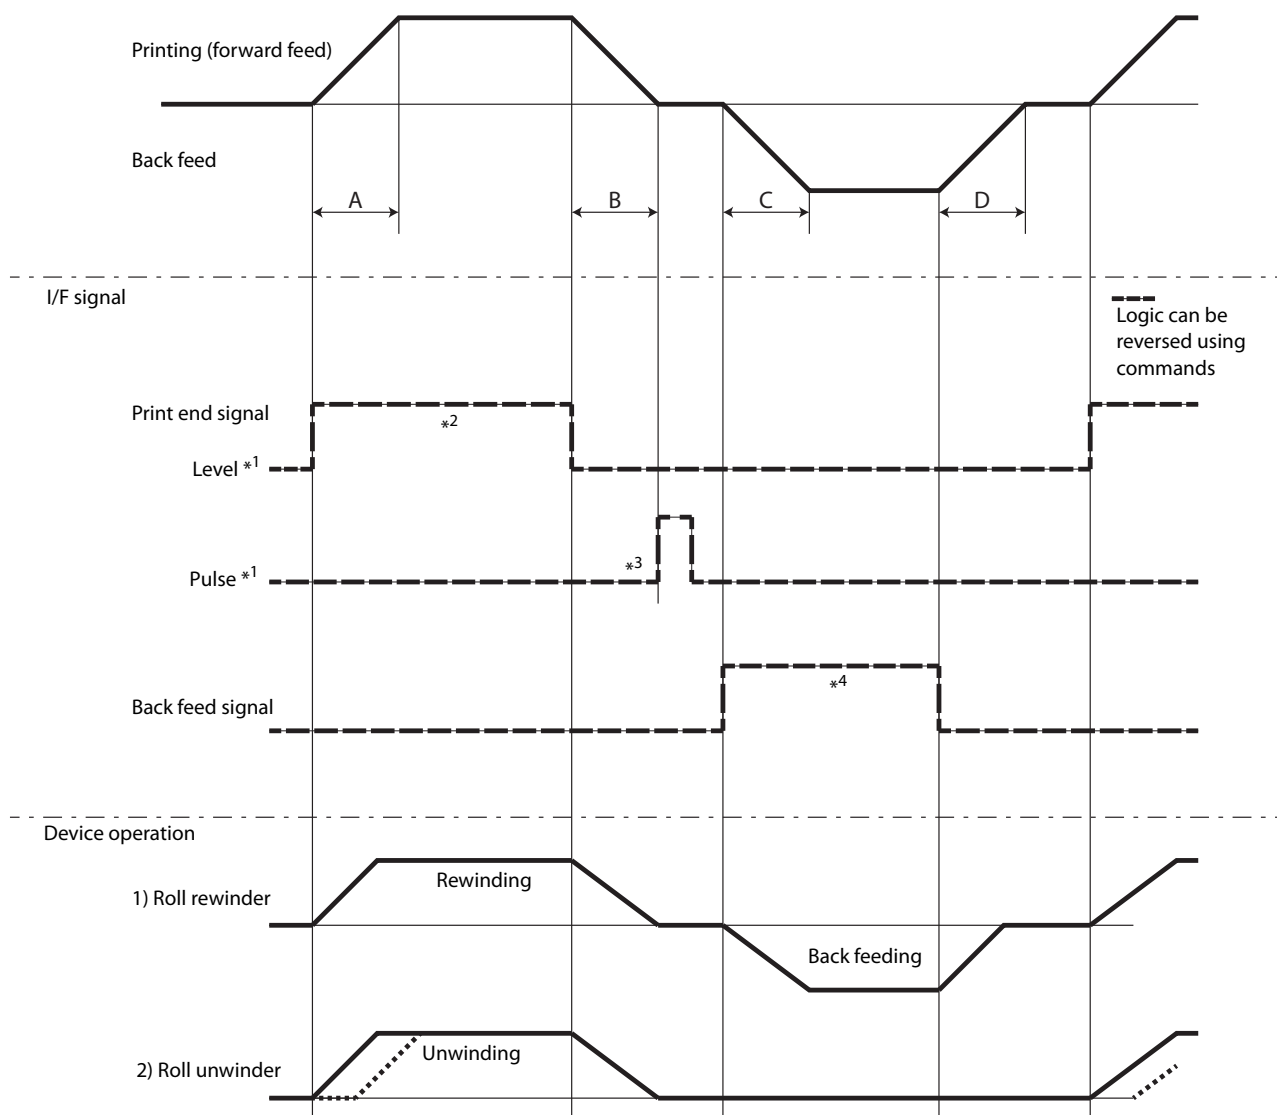 Printing (forward feed)
Back feed
A
B
C
D
I/F signal
Logic can be
reversed using
commands
Print end signal
*2
Level *1
*3
Pulse *1
*4
Back feed signal
Device operation
Rewinding
1) Roll rewinder
Back feeding
Unwinding
2) Roll unwinder